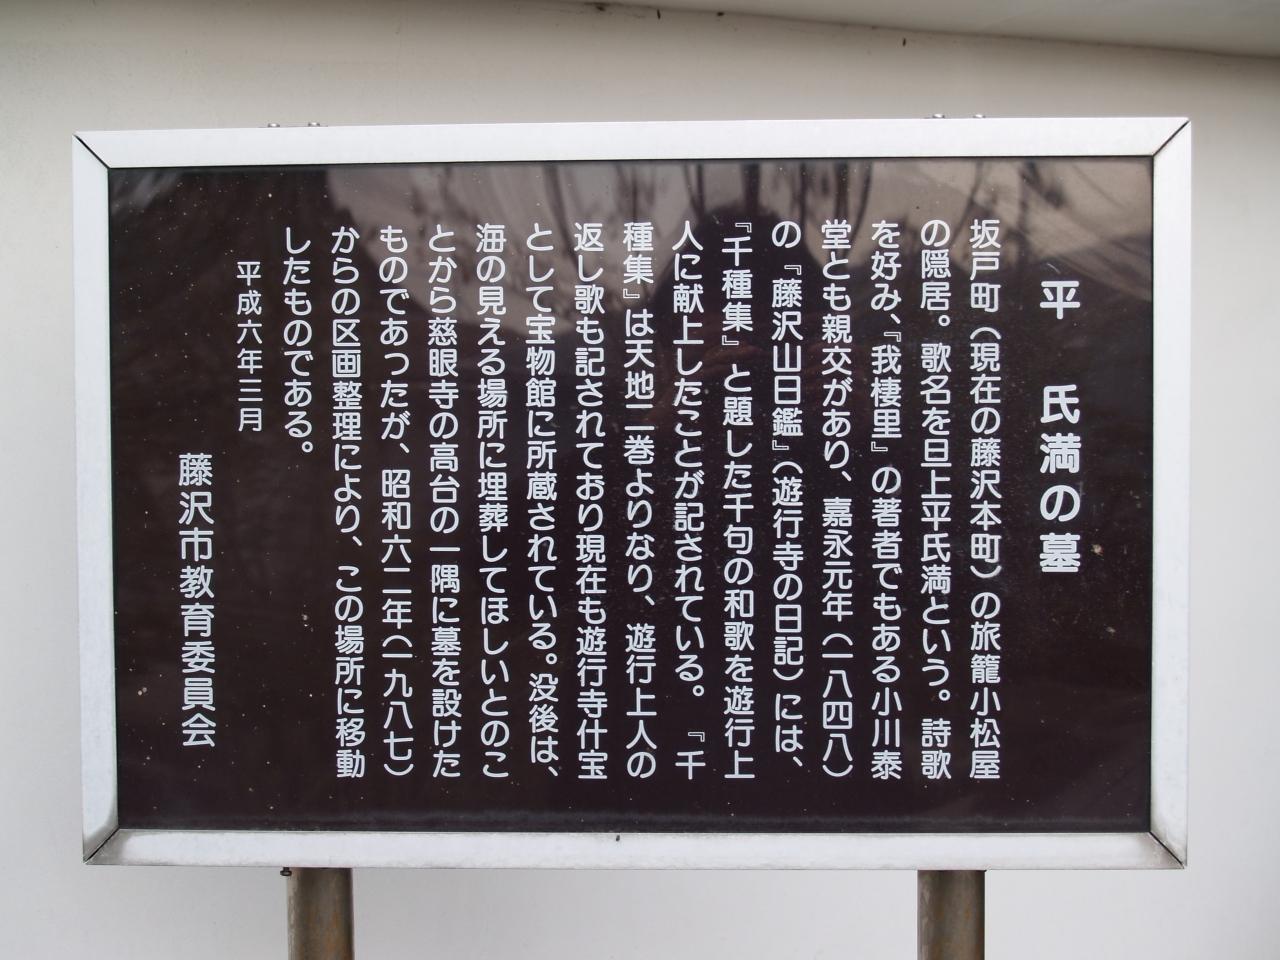 平 氏満の墓
坂戸町（現在の藤沢本町）の旅籠小松屋
の隠居。歌名を旦上平氏満という。詩歌
を好み、『我棲里』の著者でもある小川泰
堂とも親交があり、嘉永元年（一八四八）
の『藤沢山日鑑』（遊行寺の日記）には、
『千種集』と題した千句の和歌を遊行上
人に献上したことが記されている。『千
種集』は天地二巻よりなり、遊行上人の
返し歌も記されており現在も遊行寺什宝
として宝物館に所蔵されている。没後は、
海の見える場所に埋葬してほしいとのこ
とから慈眼寺の高台の一隅に墓を設けた
ものであったが、昭和六二年（一九八七）
からの区画整理により、この場所に移動
したものである。
平成六年三月
藤沢市教育委員会